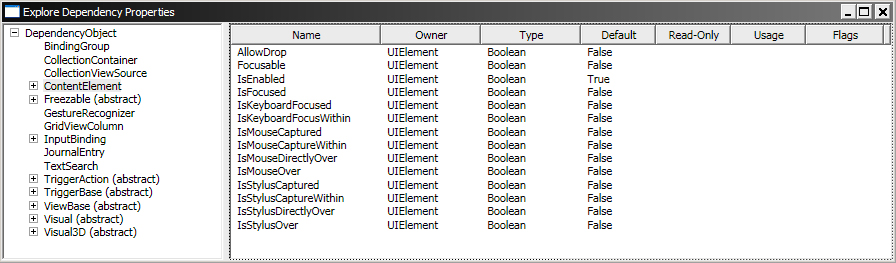 Explore Dependency Properties
DependencyObject
BindingGroup
CollectionContainer
CollectionViewSource
ContentElement
Freezable (abstract)
GestureRecognizer
GridViewColumn
InputBinding
JournalEntry
TextSearch
TriggerAction (abstract)
TriggerBase (abstract)
ViewBase (abstract)
Visual (abstract)
Visual3D (abstract)
Name Owner Type Default Read-Only Usage Flags
AllowDrop UIElement Boolean False
Focusable UIElement Boolean False
IsEnabled UIElement Boolean True
IsFocused UIElement Boolean False
IsKeyboardFocused UIElement Boolean False
IsKeyboardFocusWithin UIElement Boolean False
IsMouseCaptured UIElement Boolean False
IsMouseCaptureWithin UIElement Boolean False
IsMouseDirectlyOver UIElement Boolean False
IsMouseOver UIElement Boolean False
IsStylusCaptured UIElement Boolean False
IsStylusCaptureWithin UIElement Boolean False
IsStylusDirectlyOver UIElement Boolean False
IsStylusOver UIElement Boolean False